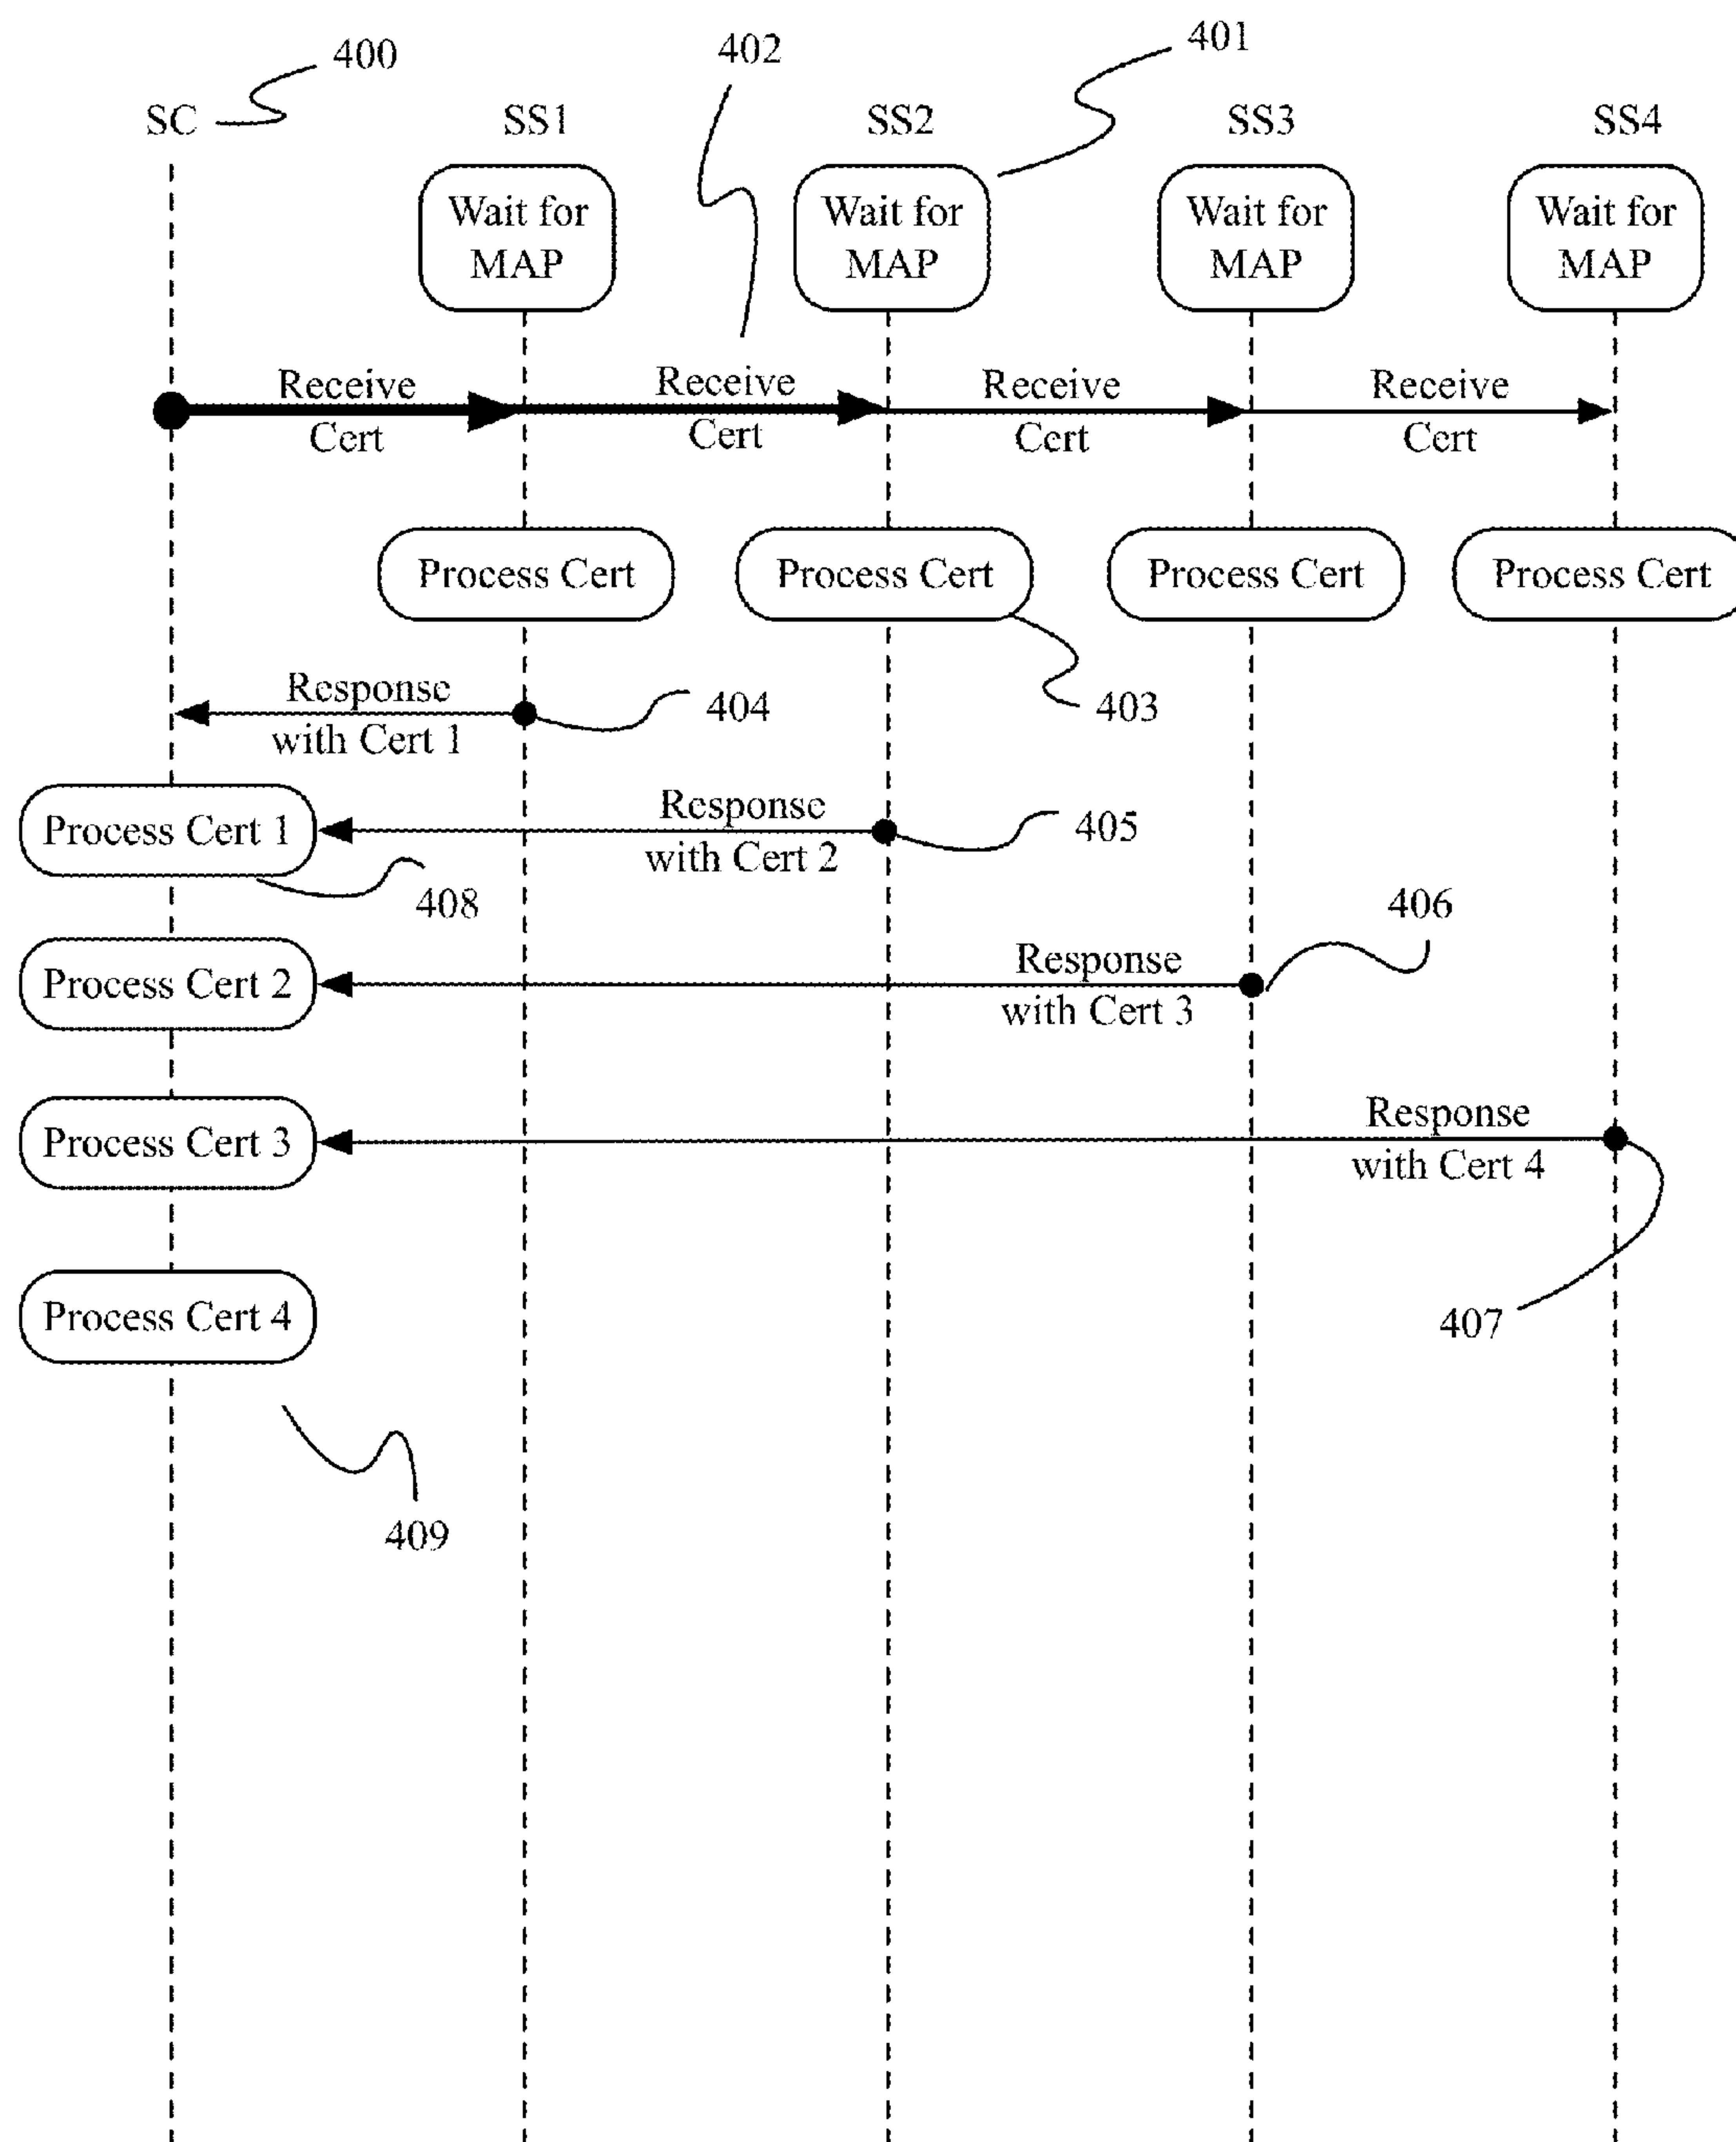 400
402
401
SC
SS1
SS2
SS3
SS4
Wait for
MAP
Wait for
MAP
Wait for
MAP
Wait for
MAP
Receive
Cert
Receive
Cert
Receive
Cert
Receive
Cert
Process Cert
Process Cert
Process Cert
Process Cert
403
Response
with Cert 1
404
Process Cert 1
Response
with Cert 2
405
408
406
Process Cert 2
Response
with Cert 3
Process Cert 3
Response
with Cert 4
407
Process Cert 4
409